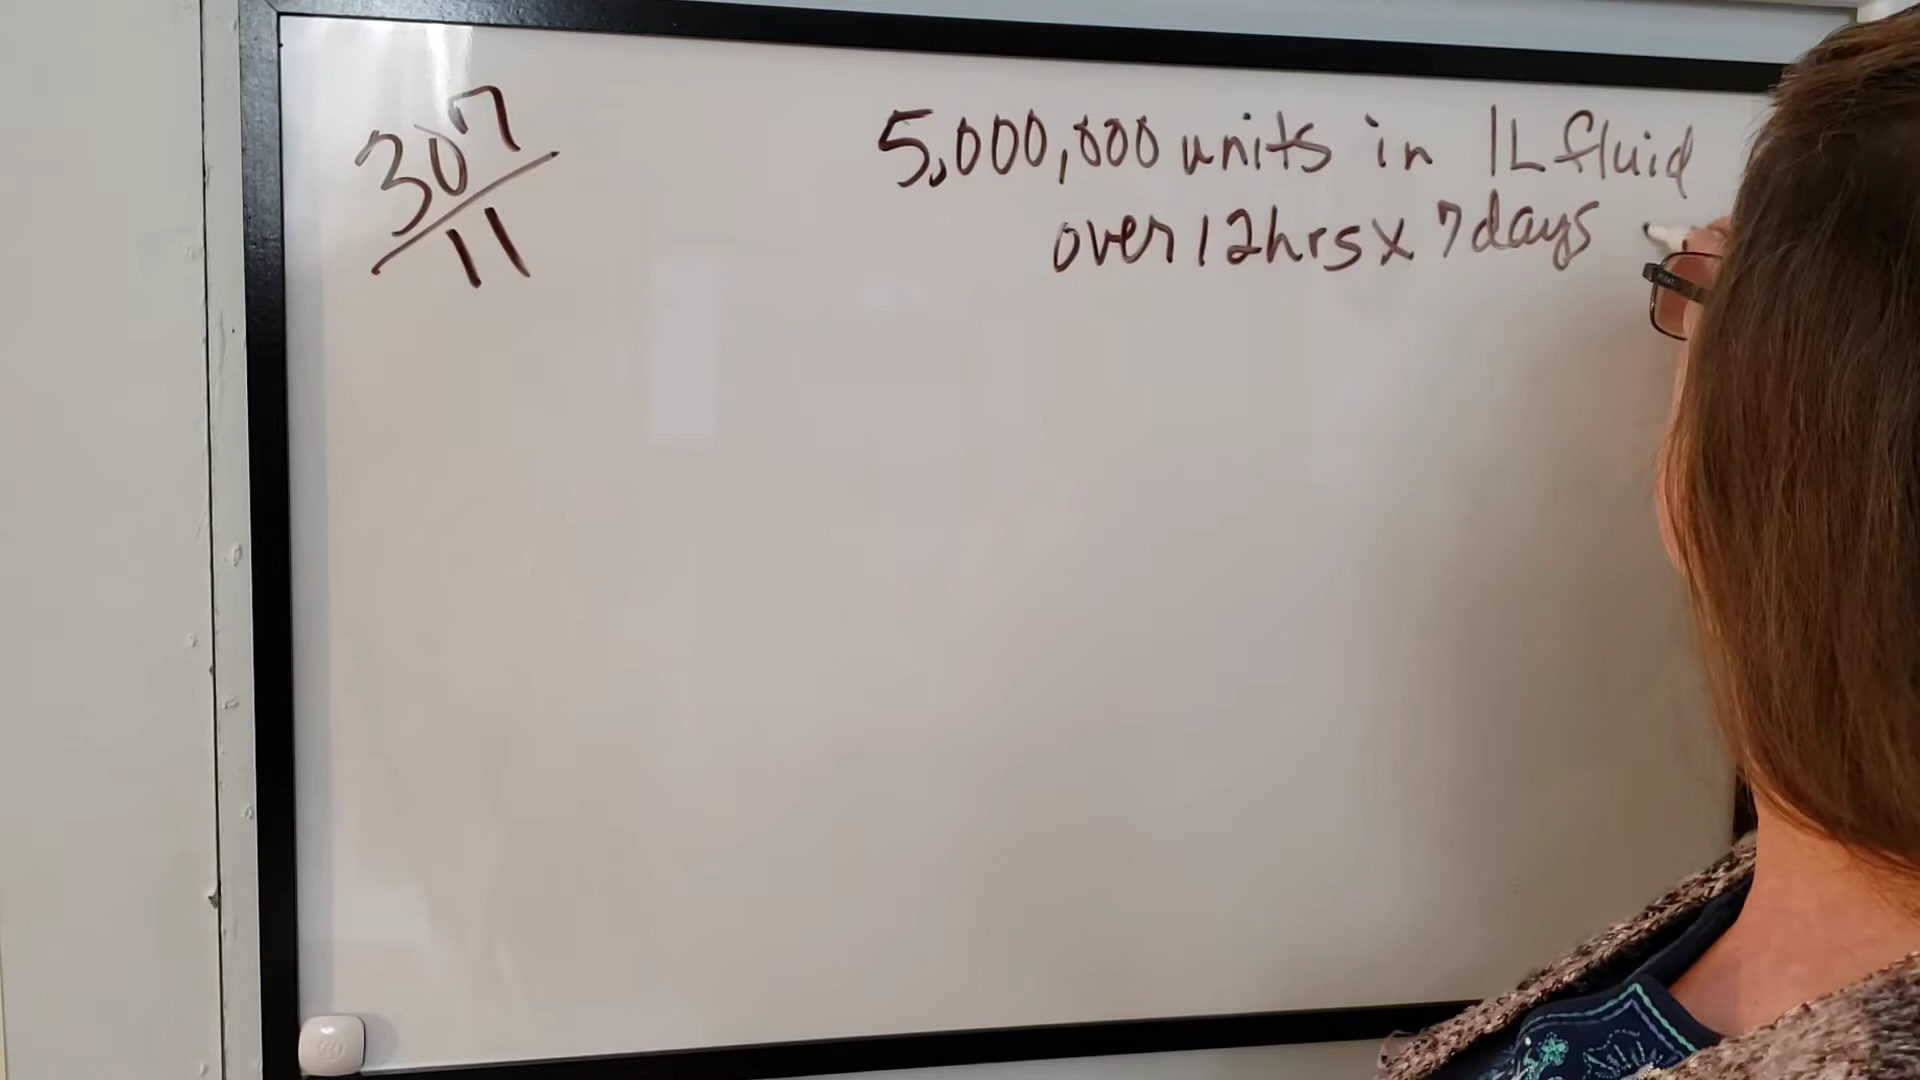 307
11
5,000,000 units in 1L fluid
over 12hrs x 7days